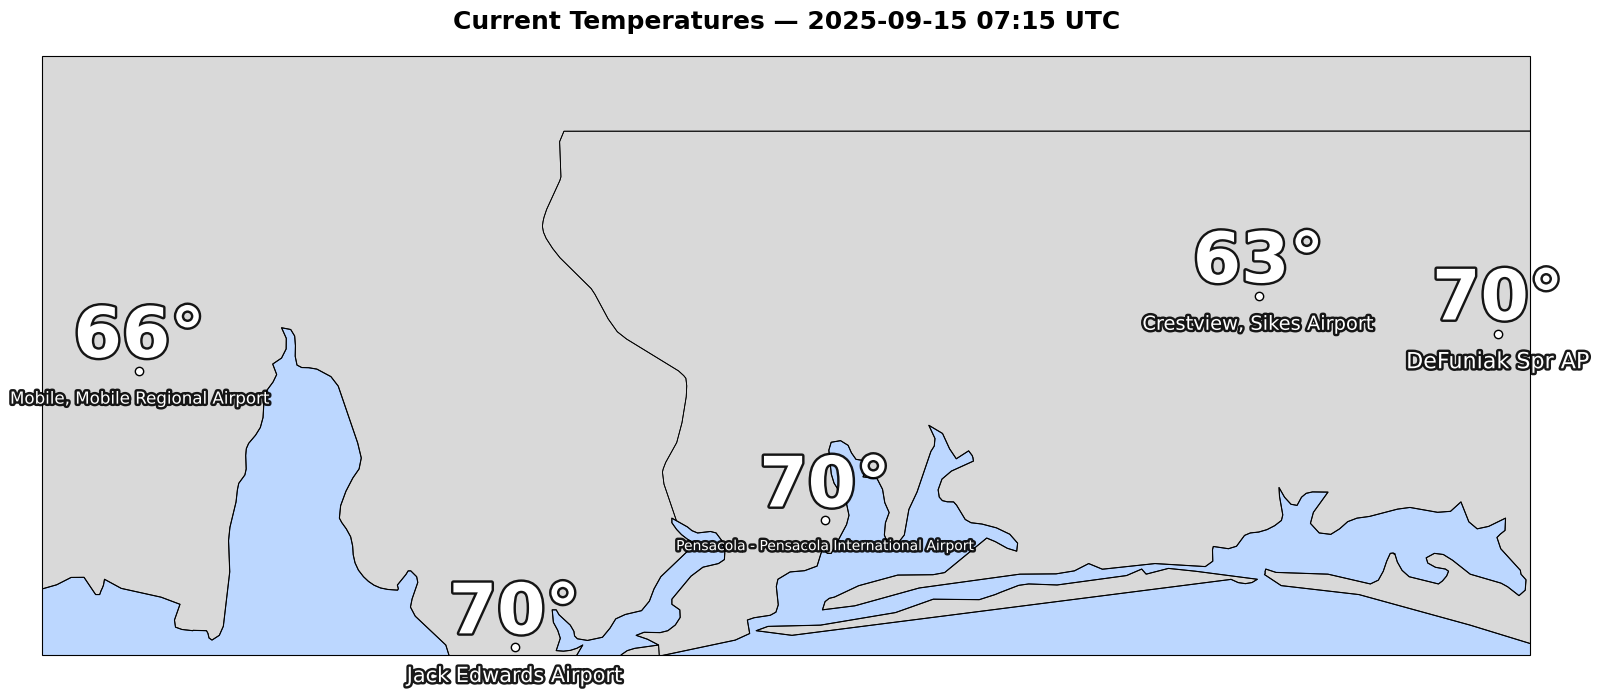 Current Temperatures — 2025-09-15 07:15 UTC
63°
Crestview, Sikes Airport
70°
DeFuniak Spr AP
66°
Mobile, Mobile Regional Airport
70°
Pensacola - Pensacola International Airport
70°
Jack Edwards Airport